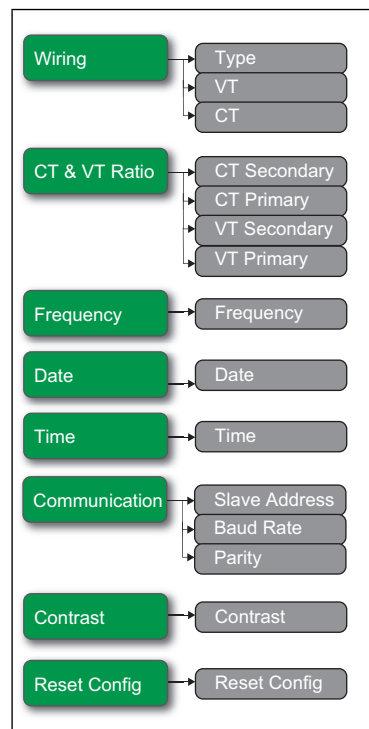 Wiring
Type
VT
CT
CT & VT Ratio
CT Secondary
CT Primary
VT Secondary
VT Primary
Frequency
Frequency
Date
Date
Time
Time
Communication
Slave Address
Baud Rate
Parity
Contrast
Contrast
Reset Config
Reset Config